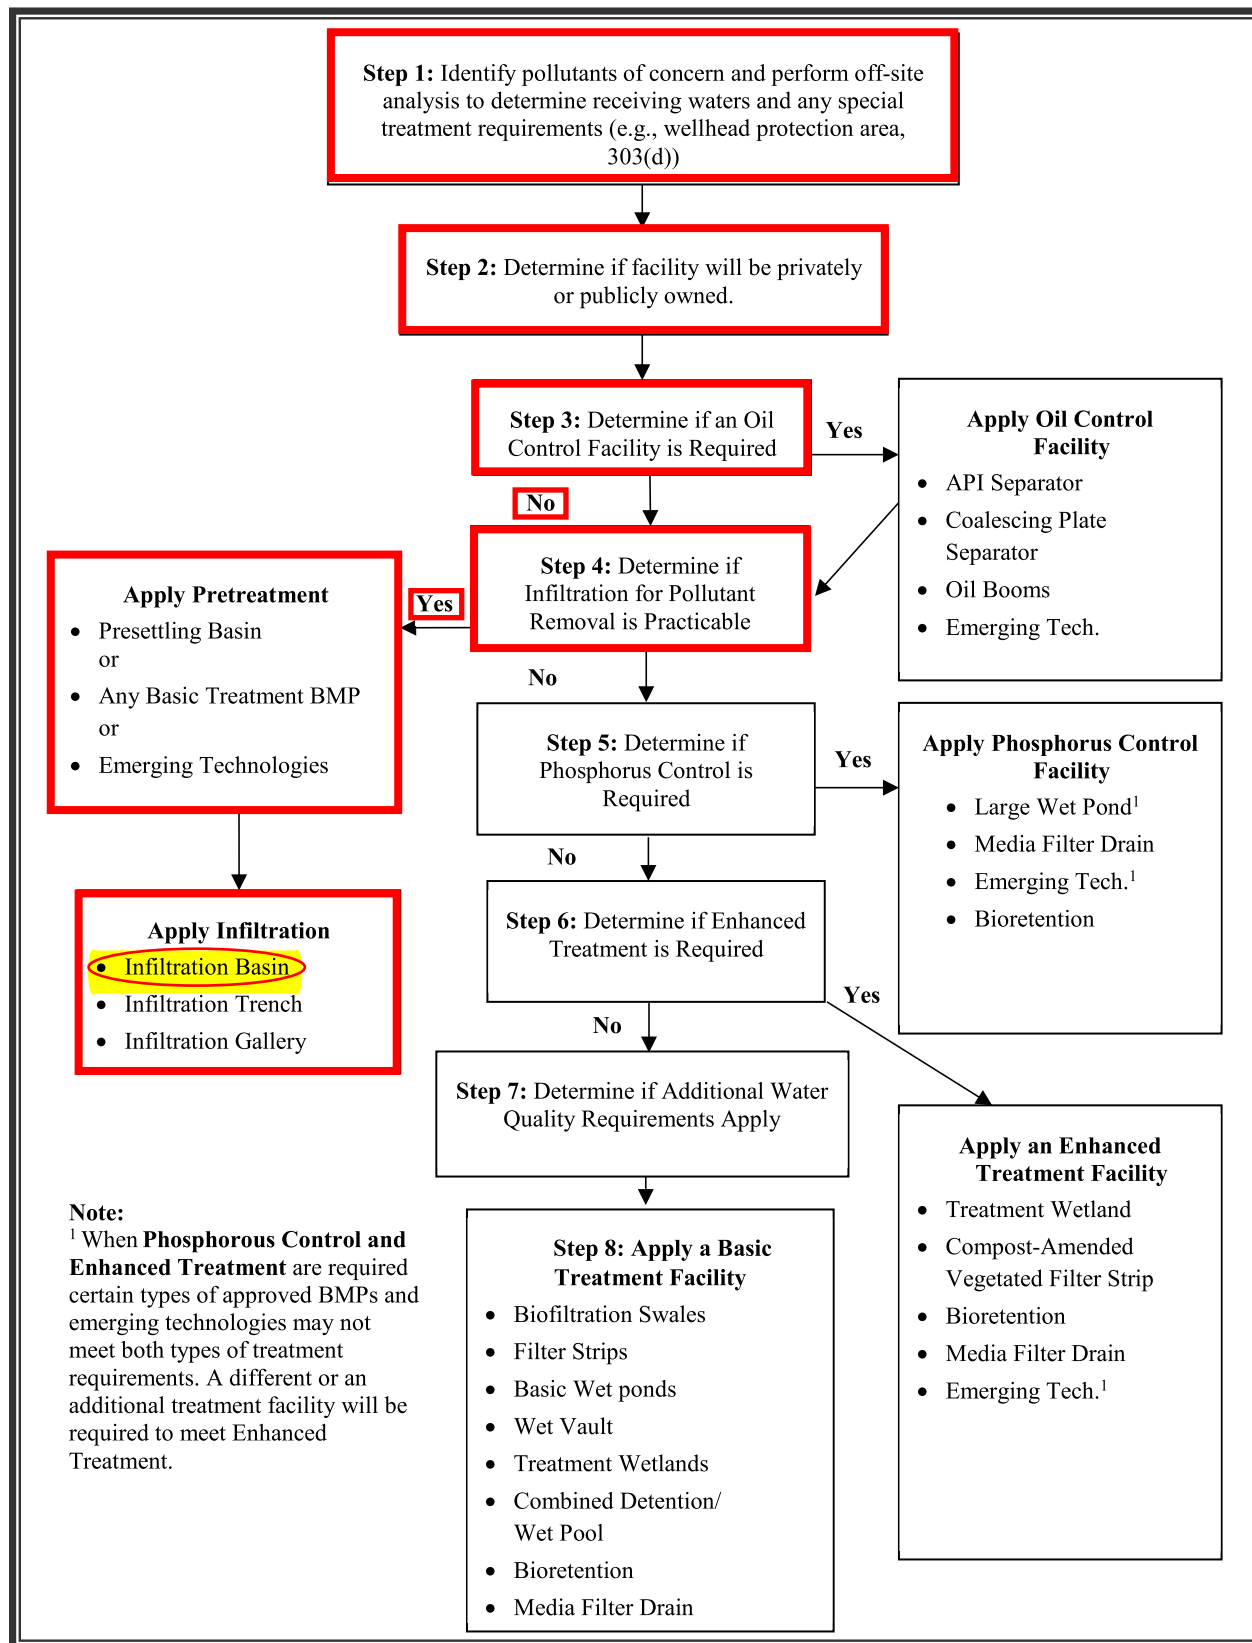 Step 1: Identify pollutants of concern and perform off-site
analysis to determine receiving waters and any special
treatment requirements (e.g., wellhead protection area,
303(d))
Step 2: Determine if facility will be privately
or publicly owned.
Step 3: Determine if an Oil
Control Facility is Required
Yes
Apply Oil Control
Facility
• API Separator
• Coalescing Plate
Separator
• Oil Booms
• Emerging Tech.
No
Step 4: Determine if
Infiltration for Pollutant
Removal is Practicable
Yes
Apply Pretreatment
• Presettling Basin
or
• Any Basic Treatment BMP
or
• Emerging Technologies
Apply Infiltration
• Infiltration Basin
• Infiltration Trench
• Infiltration Gallery
No
Step 5: Determine if
Phosphorus Control is
Required
Yes
Apply Phosphorus Control
Facility
• Large Wet Pond1
• Media Filter Drain
• Emerging Tech.1
• Bioretention
No
Step 6: Determine if Enhanced
Treatment is Required
Yes
Apply an Enhanced
Treatment Facility
• Treatment Wetland
• Compost-Amended
Vegetated Filter Strip
• Bioretention
• Media Filter Drain
• Emerging Tech.1
No
Step 7: Determine if Additional Water
Quality Requirements Apply
Step 8: Apply a Basic
Treatment Facility
• Biofiltration Swales
• Filter Strips
• Basic Wet ponds
• Wet Vault
• Treatment Wetlands
• Combined Detention/
Wet Pool
• Bioretention
• Media Filter Drain
Note:
1 When Phosphorous Control and
Enhanced Treatment are required
certain types of approved BMPs and
emerging technologies may not
meet both types of treatment
requirements. A different or an
additional treatment facility will be
required to meet Enhanced
Treatment.